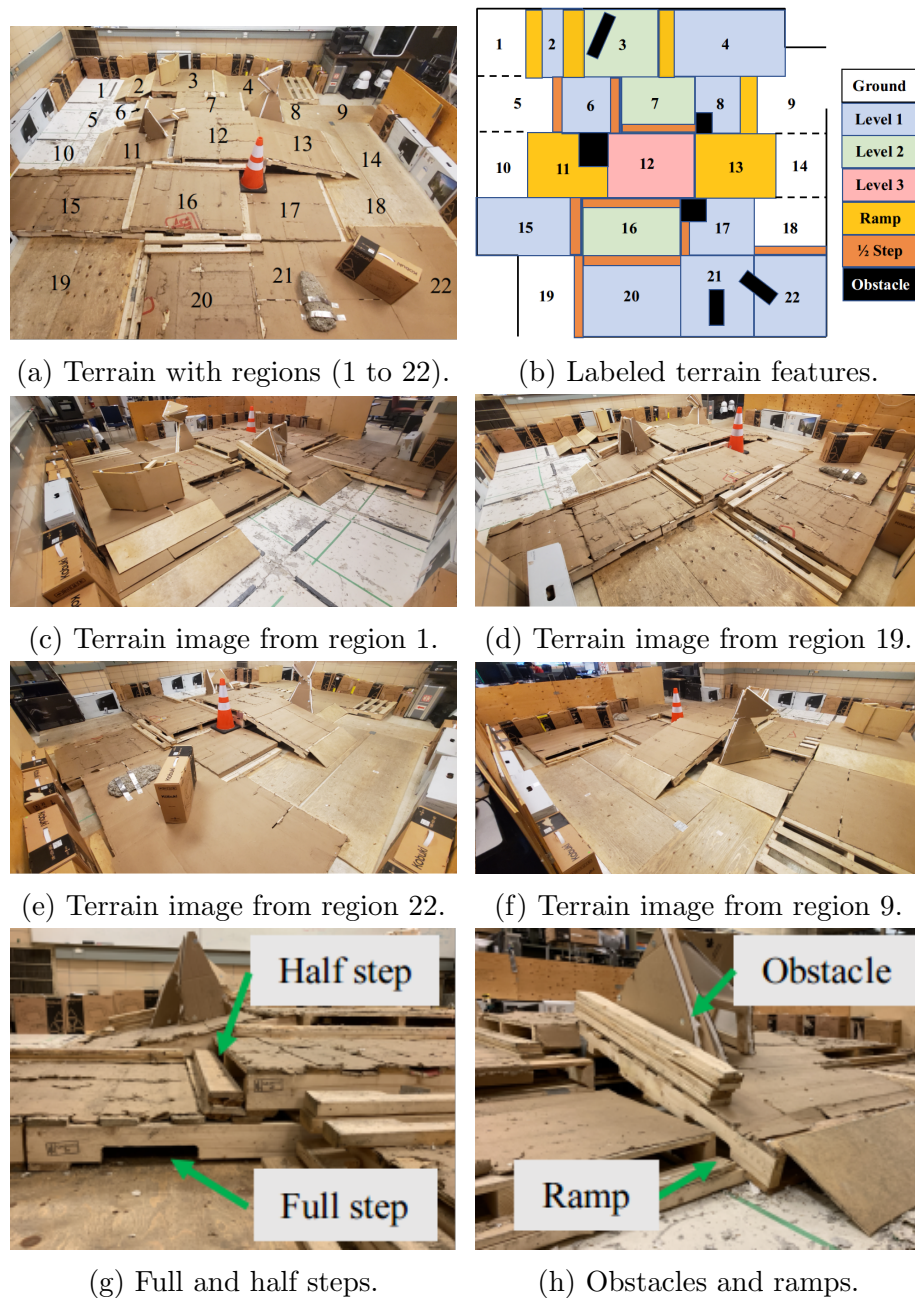 1 2 3 4
5 6 7 8 9
10 11 12 13 14
15 16 17 18
19 20 21 22
(a) Terrain with regions (1 to 22).
1 2 3 4
5 6 7 8 9
10 11 12 13 14
15 16 17 18
19 20 21 22
Ground
Level 1
Level 2
Level 3
Ramp
½ Step
Obstacle
(b) Labeled terrain features.
(c) Terrain image from region 1.
(d) Terrain image from region 19.
kobuki
kobuki
kobuki
(e) Terrain image from region 22.
(f) Terrain image from region 9.
Half step
Full step
(g) Full and half steps.
Obstacle
Ramp
(h) Obstacles and ramps.